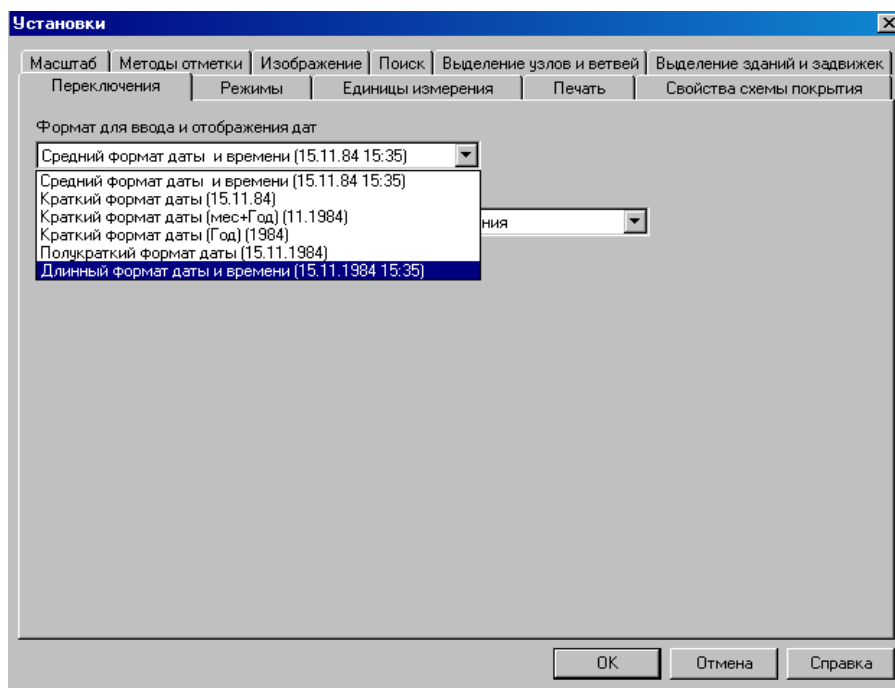 Установки
Масштаб Методы отметки Изображение Поиск Выделение узлов и ветвей Выделение зданий и задвижек
Переключения Режимы Единицы измерения Печать Свойства схемы покрытия
Формат для ввода и отображения дат
Средний формат даты и времени (15.11.84 15:35)
Средний формат даты и времени (15.11.84 15:35)
Краткий формат даты (15.11.84)
Краткий формат даты (мес+Год) (11.1984)
ния
Краткий формат даты (Год) (1984)
Полукраткий формат даты (15.11.1984)
Длинный формат даты и времени (15.11.1984 15:35)
OK Отмена Справка